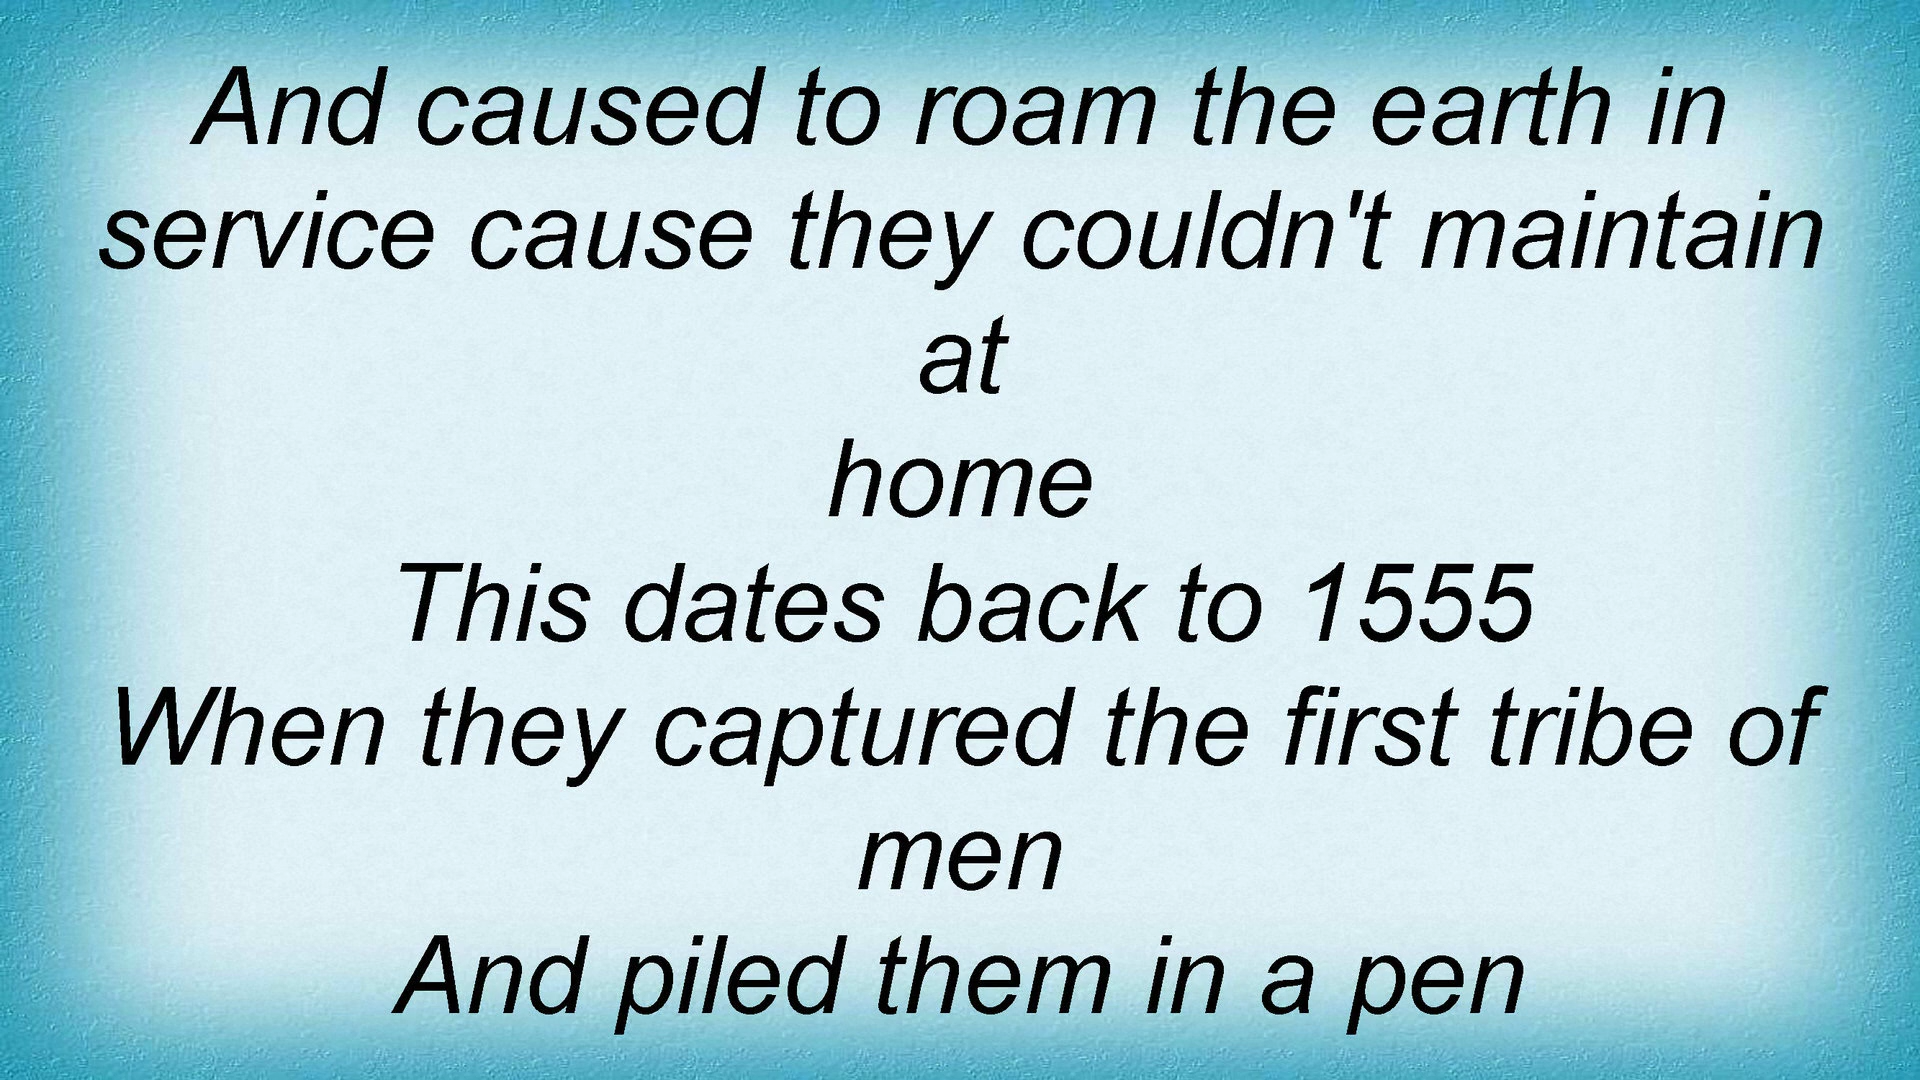 And caused to roam the earth in
service cause they couldn't maintain
at
home
This dates back to 1555
When they captured the first tribe of
men
And piled them in a pen